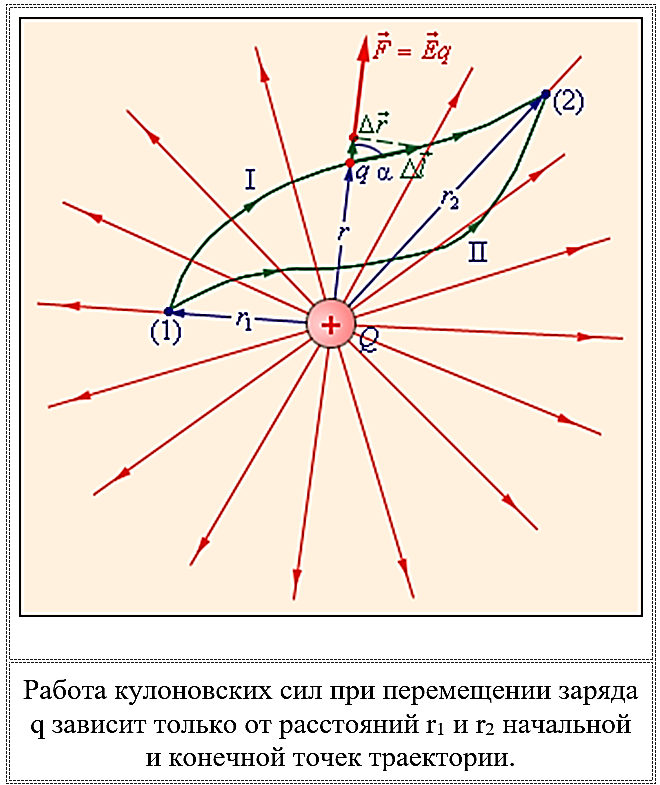 F⃗ = E⃗q
(2)
Δr⃗
I
q α Δl⃗
r₂
r
II
(1)
r₁
+
Q
Работа кулоновских сил при перемещении заряда
q зависит только от расстояний r₁ и r₂ начальной
и конечной точек траектории.